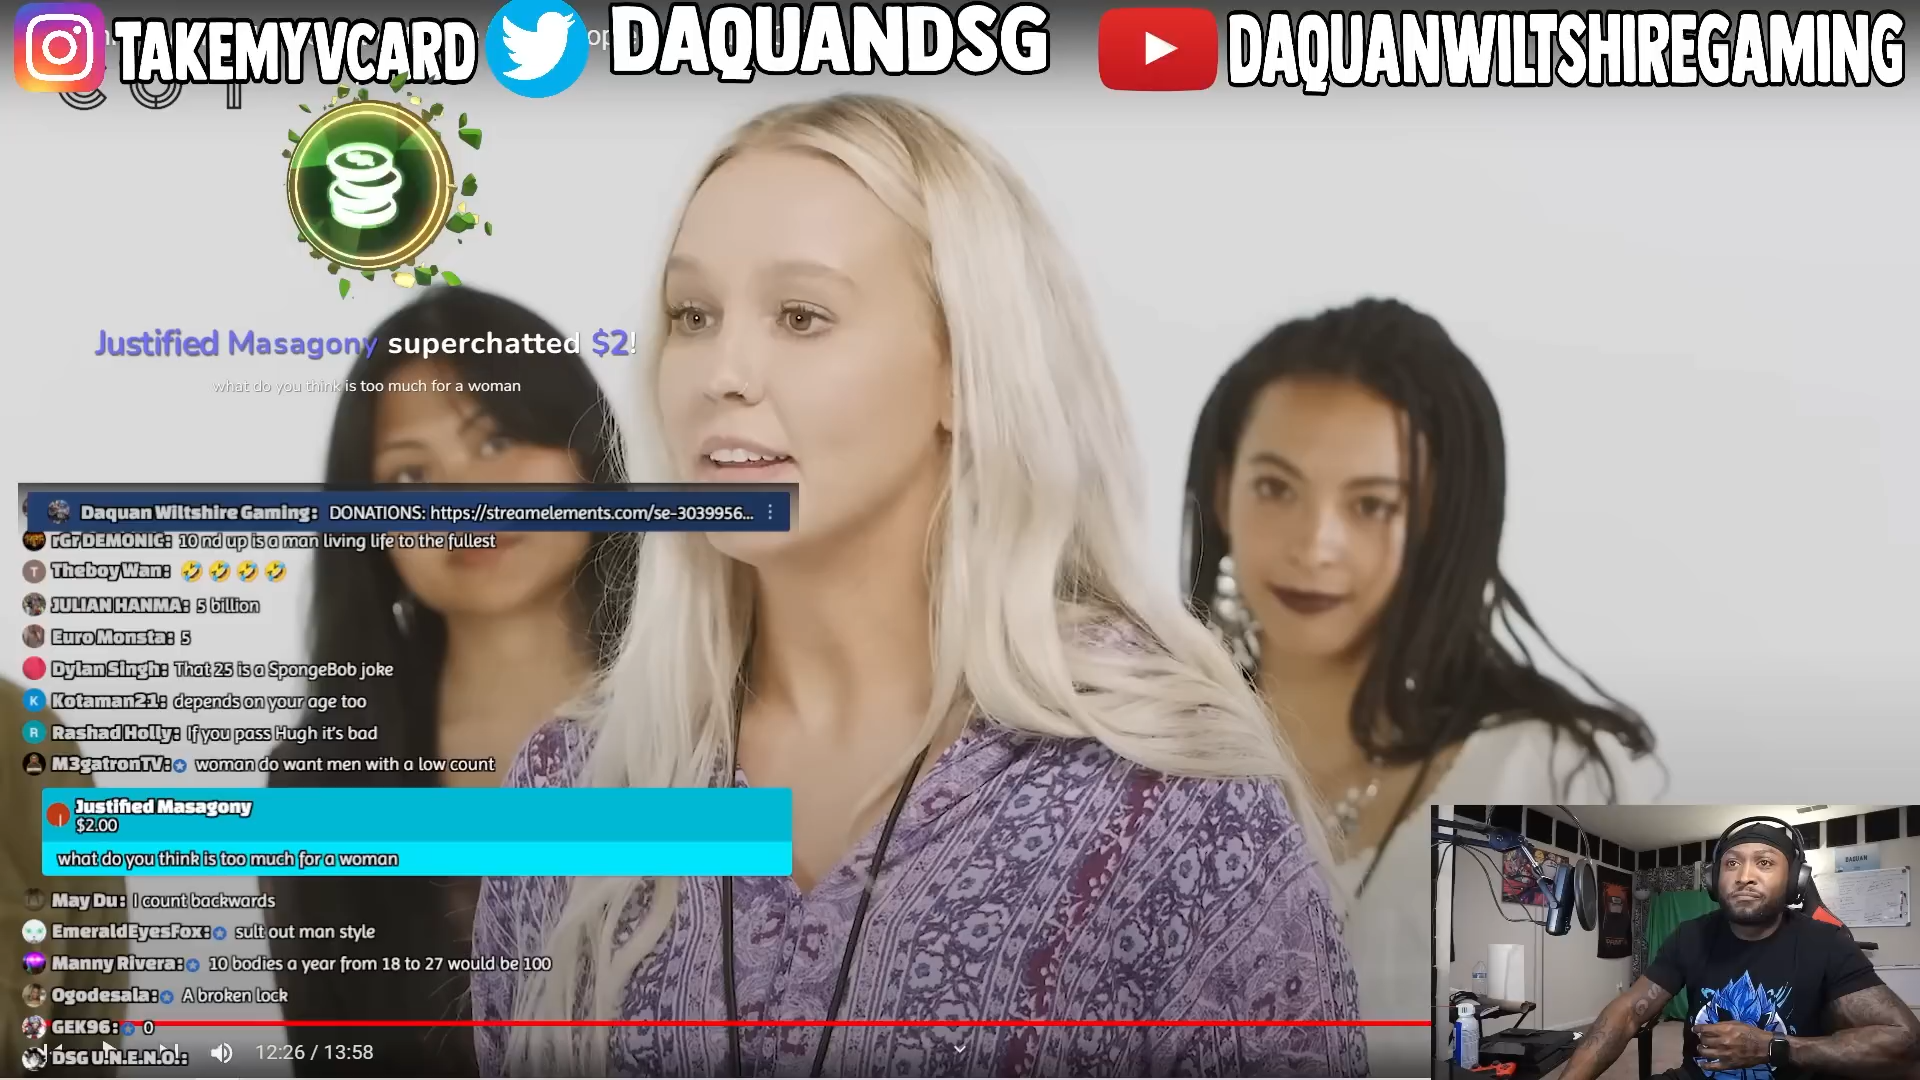 TAKEMYVCARD
DAQUANDSG
DAQUANWILTSHIREGAMING
CUT
Justified Masagony superchatted $2!
what do you think is too much for a woman
Daquan Wiltshire Gaming: DONATIONS: https://streamelements.com/se-3039956...
rGr DEMONIC: 10 nd up is a man living life to the fullest
T
Theboy Wan: 🤣 🤣 🤣 🤣
JULIAN HANMA: 5 billion
Euro Monsta: 5
Dylan Singh: That 25 is a SpongeBob joke
K
Kotaman21: depends on your age too
R
Rashad Holly: If you pass Hugh it's bad
M3gatronTV: woman do want men with a low count
Justified Masagony
$2.00
what do you think is too much for a woman
May Du: I count backwards
EmeraldEyesFox: sult out man style
Manny Rivera: 10 bodies a year from 18 to 27 would be 100
Ogodesala: A broken lock
GEK96: 0
DSG U.N.E.N.O.:
12:26 / 13:58
DAQUAN